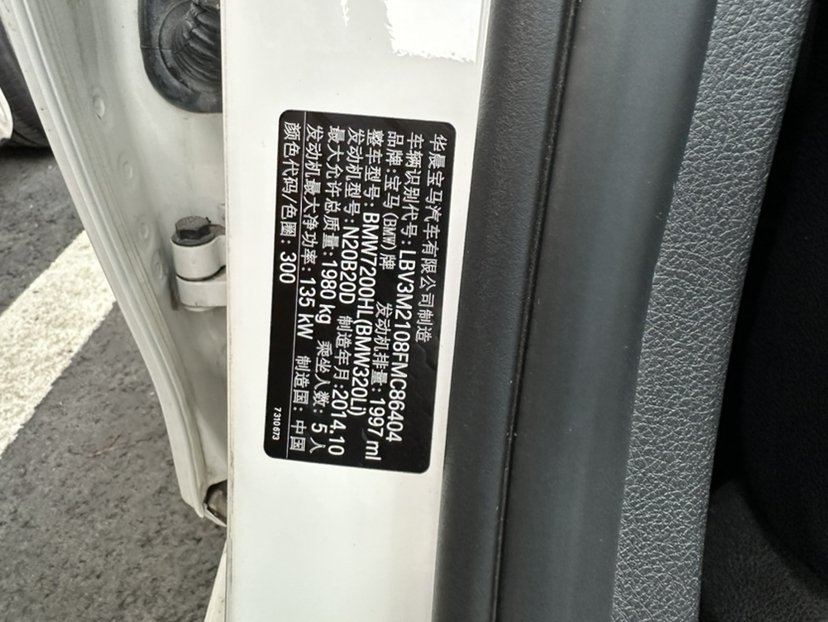 华晨宝马汽车有限公司制造
车辆识别代号:LBV3M2108FMC86404
品牌:宝马(BMW)牌 发动机排量:1997 ml
整车型号:BMW7200HL(BMW320Li)
发动机型号:N20B20D 制造年月:2014.10
最大允许总质量:1980 kg 乘坐人数:5人
发动机最大净功率:135 kW 制造国:中国
颜色代码/色圈:300
7 310 673